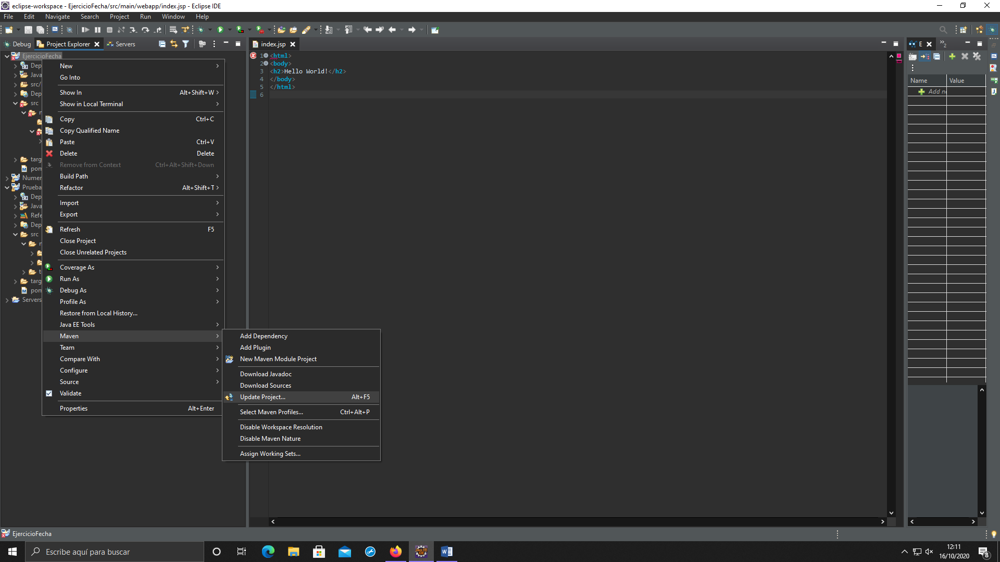 eclipse-workspace - EjercicioFecha/src/main/webapp/index.jsp - Eclipse IDE
File Edit Navigate Search Project Run Window Help
Debug Project Explorer Servers index.jsp E 2
EjercicioFecha
Dep
Java
src/
Dep
src
targ
pom
Numer
Prueba
Dep
Java
Refe
Dep
src
t
targ
pom
Servers
New
Go Into
Show In Alt+Shift+W
Show in Local Terminal
Copy Ctrl+C
Copy Qualified Name
Paste Ctrl+V
Delete Delete
Remove from Context Ctrl+Alt+Shift+Down
Build Path
Refactor Alt+Shift+T
Import
Export
Refresh F5
Close Project
Close Unrelated Projects
Coverage As
Run As
Debug As
Profile As
Restore from Local History...
Java EE Tools
Maven
Team
Compare With
Configure
Source
Validate
Properties Alt+Enter
Add Dependency
Add Plugin
New Maven Module Project
Download Javadoc
Download Sources
Update Project... Alt+F5
Select Maven Profiles... Ctrl+Alt+P
Disable Workspace Resolution
Disable Maven Nature
Assign Working Sets...
1 <html>
2 <body>
3 <h2>Hello World!</h2>
4 </body>
5 </html>
6
Name Value
Add n
EjercicioFecha
Escribe aquí para buscar
12:11
16/10/2020
8